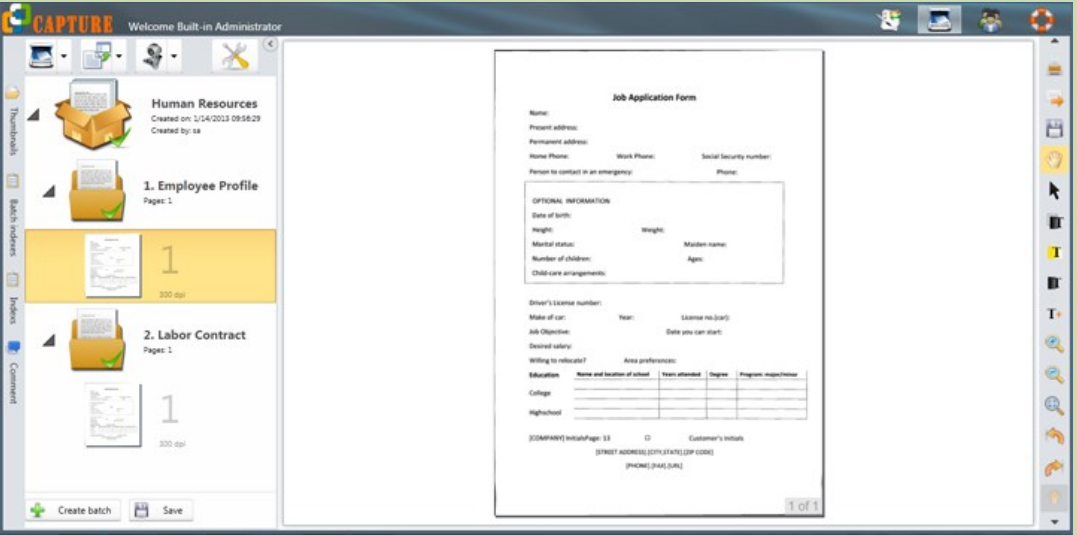 CAPTURE Welcome Built-in Administrator
Thumbnails
Batch indexes
Indexs
Comment
Human Resources
Created on: 1/14/2013 09:56:29
Created by: sa
1. Employee Profile
Pages: 1
1
300 dpi
2. Labor Contract
Pages: 1
1
300 dpi
Create batch Save
Job Application Form
Name:
Present address:
Permanent address:
Home Phone: Work Phone: Social Security number:
Person to contact in an emergency: Phone:
OPTIONAL INFORMATION
Date of birth:
Height: Weight:
Marital status: Maiden name:
Number of children: Ages:
Child-care arrangements:
Driver's License number:
Make of car: Year: License no.(car):
Job Objective: Date you can start:
Desired salary:
Willing to relocate? Area preferences:
Education Name and location of school Years attended Degree Program: major/minor
College
Highschool
[COMPANY] InitialsPage: 13 Customer's Initials
[STREET ADDRESS].[CITY,STATE].[ZIP CODE]
[PHONE].[FAX].[URL]
1 of 1
T
T+